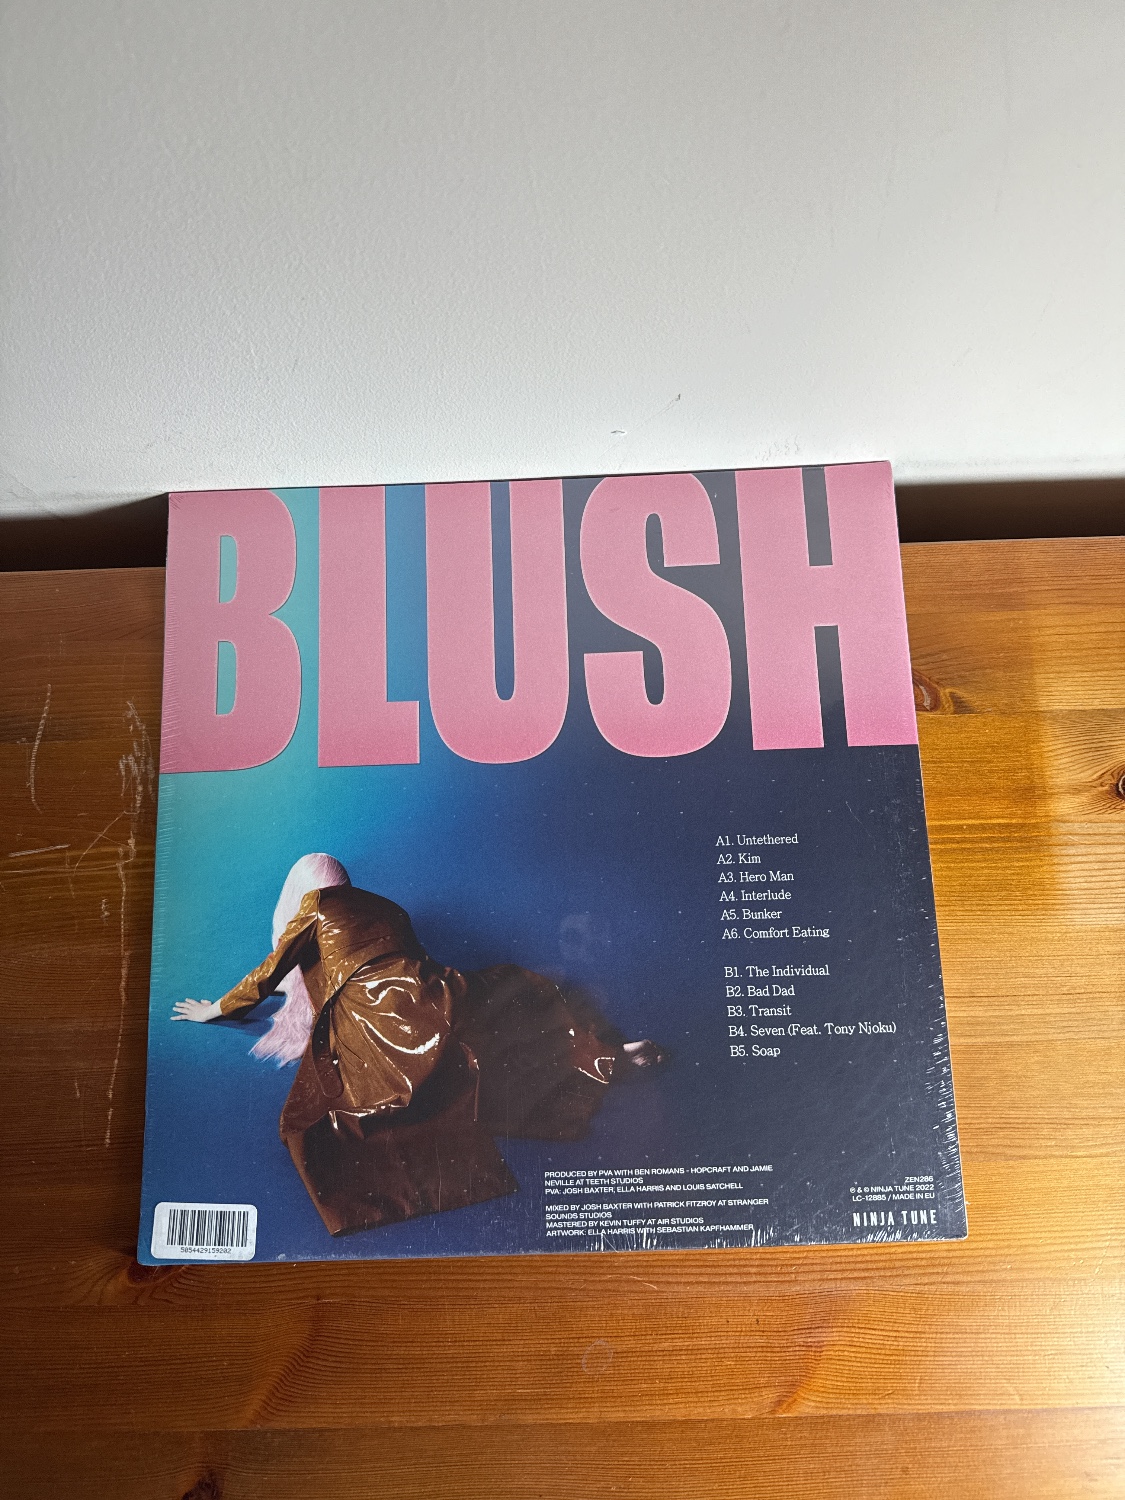 BLUSH
A1. Untethered
A2. Kim
A3. Hero Man
A4. Interlude
A5. Bunker
A6. Comfort Eating
B1. The Individual
B2. Bad Dad
B3. Transit
B4. Seven (Feat. Tony Njoku)
B5. Soap
PRODUCED BY PVA WITH BEN ROMANS - HOPCRAFT AND JAMIE
NEVILLE AT TEETH STUDIOS
PVA: JOSH BAXTER, ELLA HARRIS AND LOUIS SATCHELL
MIXED BY JOSH BAXTER WITH PATRICK FITZROY AT STRANGER
SOUNDS STUDIOS
MASTERED BY KEVIN TUFFY AT AIR STUDIOS
ARTWORK: ELLA HARRIS WITH SEBASTIAN KAPFHAMMER
ZEN286
℗ & © NINJA TUNE 2022
LC-12885 / MADE IN EU
NINJA TUNE
5054429159202